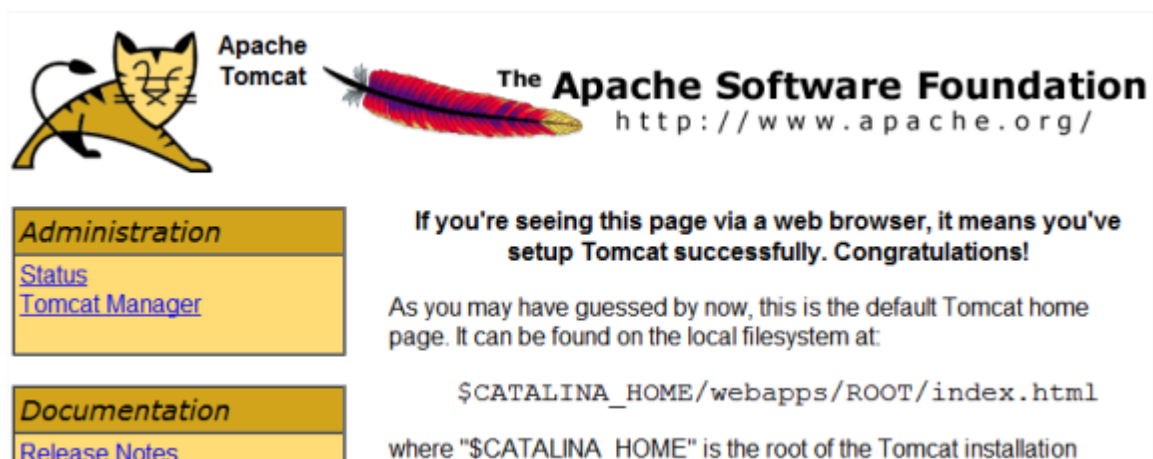 Apache
Tomcat
The Apache Software Foundation
http://www.apache.org/
Administration
Status
Tomcat Manager
Documentation
Release Notes
If you're seeing this page via a web browser, it means you've
setup Tomcat successfully. Congratulations!
As you may have guessed by now, this is the default Tomcat home
page. It can be found on the local filesystem at:
$CATALINA_HOME/webapps/ROOT/index.html
where "$CATALINA_HOME" is the root of the Tomcat installation